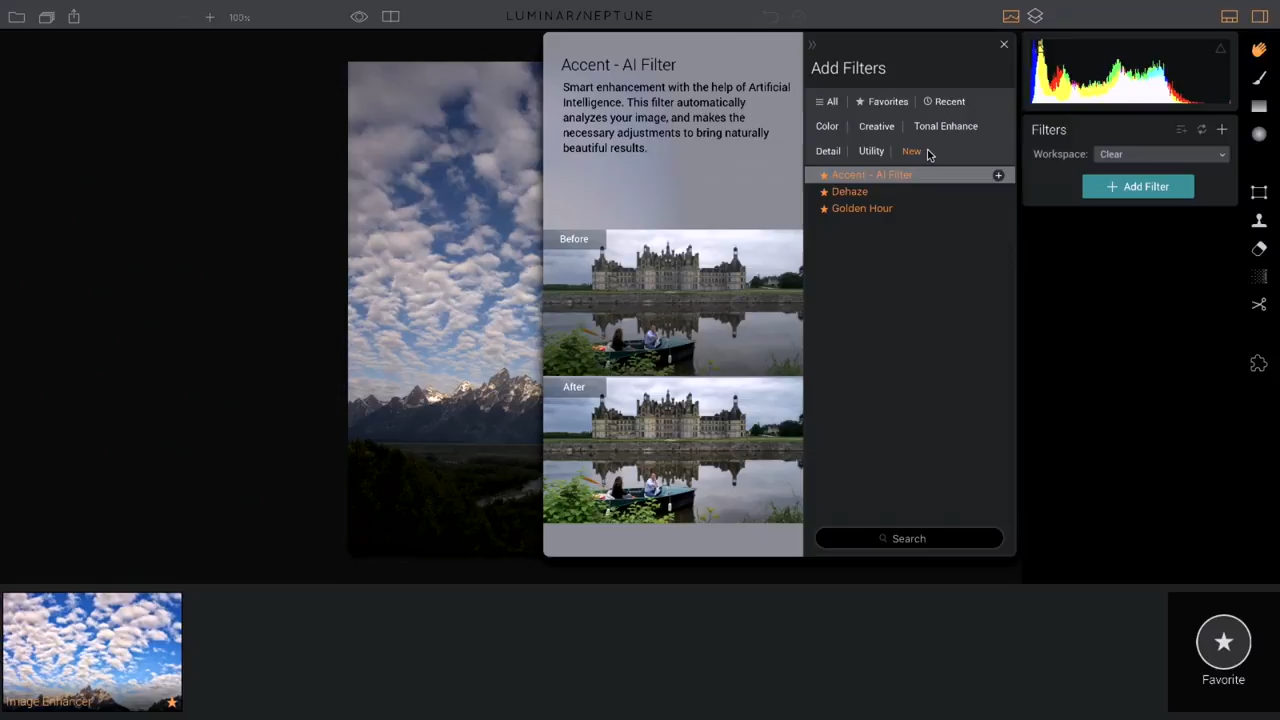 100%
LUMINAR/NEPTUNE
Accent - AI Filter
Smart enhancement with the help of Artificial
Intelligence. This filter automatically
analyzes your image, and makes the
necessary adjustments to bring naturally
beautiful results.
Before
After
Add Filters
All
Favorites
Recent
Color
Creative
Tonal Enhance
Detail
Utility
New
Accent - AI Filter
Dehaze
Golden Hour
Search
Filters
Workspace: Clear
Add Filter
Image Enhancer
Favorite